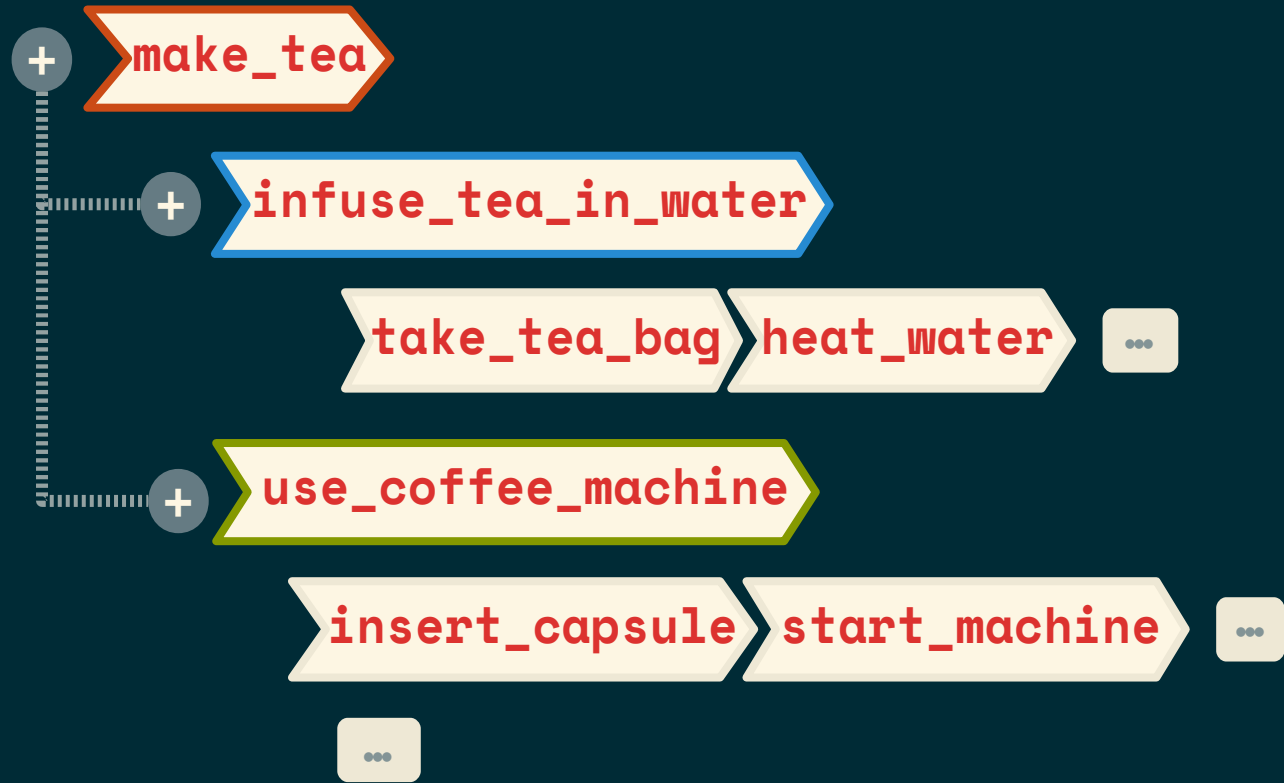 + make_tea
+ infuse_tea_in_water
take_tea_bag heat_water ...
+ use_coffee_machine
insert_capsule start_machine ...
...